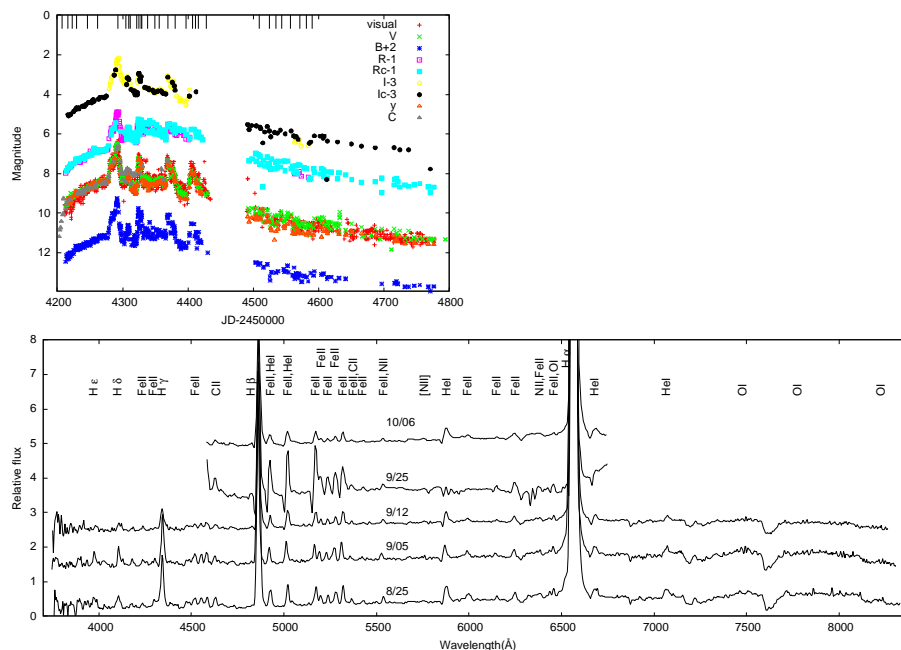 0
2
4
6
8
10
12
Magnitude
visual
V
B+2
R-1
Rc-1
I-3
Ic-3
y
C
4200 4300 4400 4500 4600 4700 4800
JD-2450000
8
7
6
5
4
3
2
1
0
Relative flux
H ε
H δ
FeII
FeII
H γ
FeII
CII
H β
FeII,HeI
FeII,HeI
FeII
FeII
FeII
FeII
FeII
FeII,CII
FeII
FeII,NII
[NII]
HeI
FeII
FeII
FeII
NII,FeII
FeII,OI
H α
HeI
HeI
OI
OI
OI
10/06
9/25
9/12
9/05
8/25
4000 4500 5000 5500 6000 6500 7000 7500 8000
Wavelength(Å)